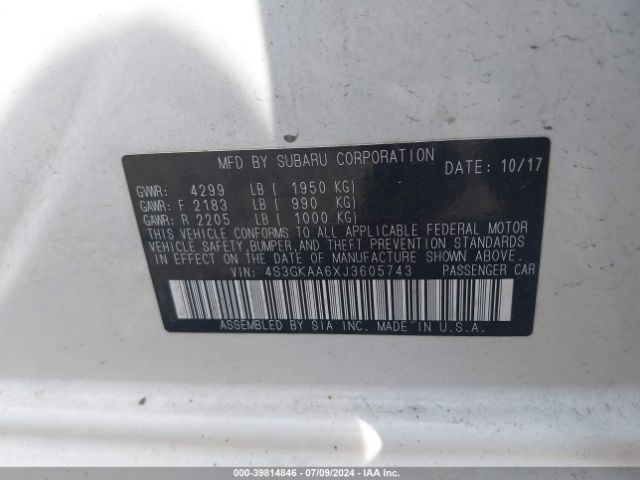 MFD BY SUBARU CORPORATION DATE: 10/17
GVWR: 4299 LB ( 1950 KG)
GAWR: F 2183 LB ( 990 KG)
GAWR: R 2205 LB ( 1000 KG)
THIS VEHICLE CONFORMS TO ALL APPLICABLE FEDERAL MOTOR
VEHICLE SAFETY, BUMPER, AND THEFT PREVENTION STANDARDS
IN EFFECT ON THE DATE OF MANUFACTURE SHOWN ABOVE.
VIN: 4S3GKAA6XJ3605743 PASSENGER CAR
ASSEMBLED BY SIA INC. MADE IN U.S.A.
000-39814846 | 07/09/2024 - IAA Inc.